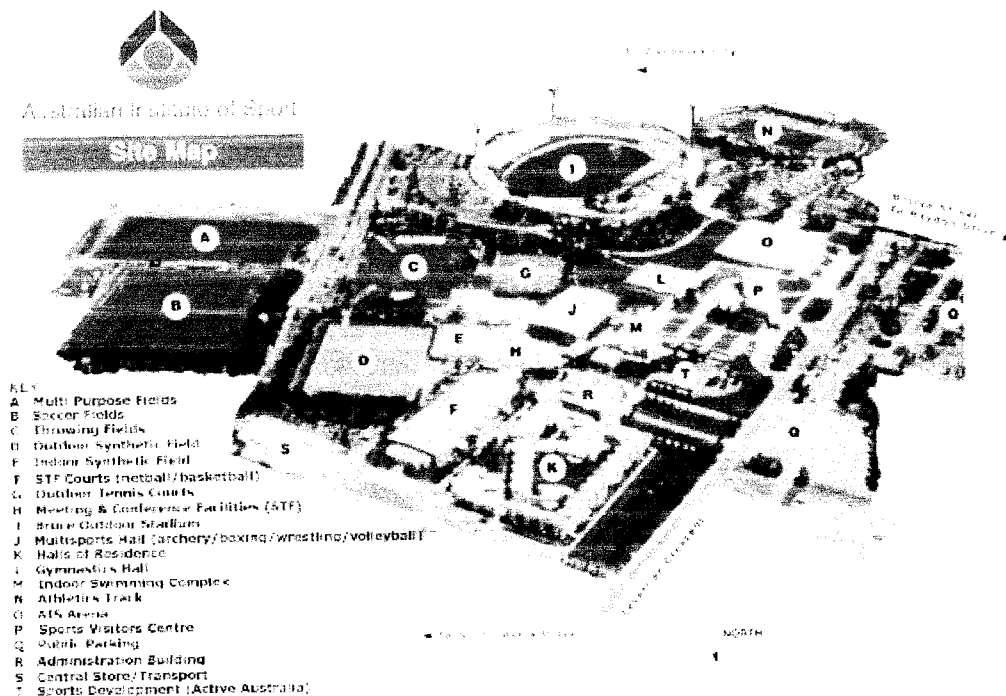 Australian Institute of Sport
Site Map
N
I
A
O
C
G
L
P
B
J
Q
M
E
H
D
T
R
F
Q
S
K
KEY
A Multi Purpose Fields
B Soccer Fields
C Throwing Fields
D Outdoor Synthetic Field
E Indoor Synthetic Field
F STF Courts (netball/basketball)
G Outdoor Tennis Courts
H Meeting & Conference Facilities (STF)
I Bruce Outdoor Stadium
J Multisports Hall (archery/boxing/wrestling/volleyball)
K Halls of Residence
L Gymnastics Hall
M Indoor Swimming Complex
N Athletics Track
O AIS Arena
P Sports Visitors Centre
Q Public Parking
R Administration Building
S Central Store/Transport
T Sports Development (Active Australia)
NORTH